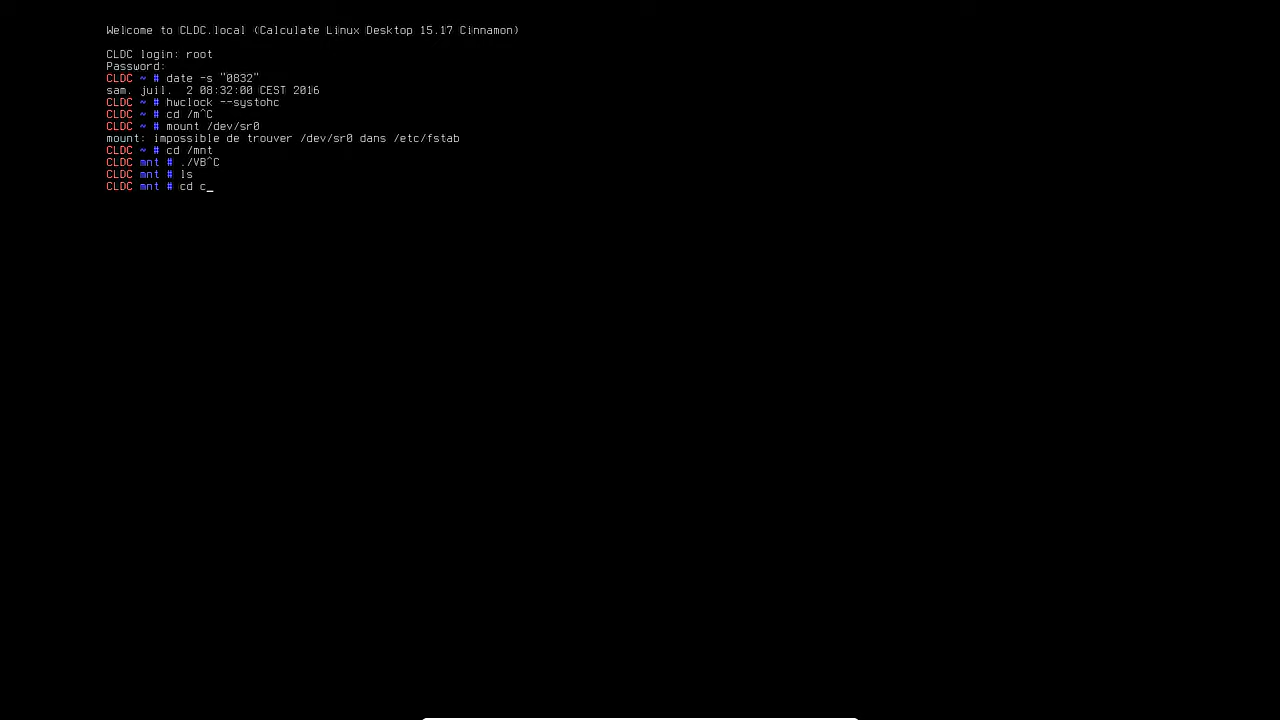 Welcome to CLDC.local (Calculate Linux Desktop 15.17 Cinnamon)
CLDC login: root
Password:
CLDC ~ # date -s "0832"
sam. juil.  2 08:32:00 CEST 2016
CLDC ~ # hwclock --systohc
CLDC ~ # cd /m^C
CLDC ~ # mount /dev/sr0
mount: impossible de trouver /dev/sr0 dans /etc/fstab
CLDC ~ # cd /mnt
CLDC mnt # ./VB^C
CLDC mnt # ls
CLDC mnt # cd c_